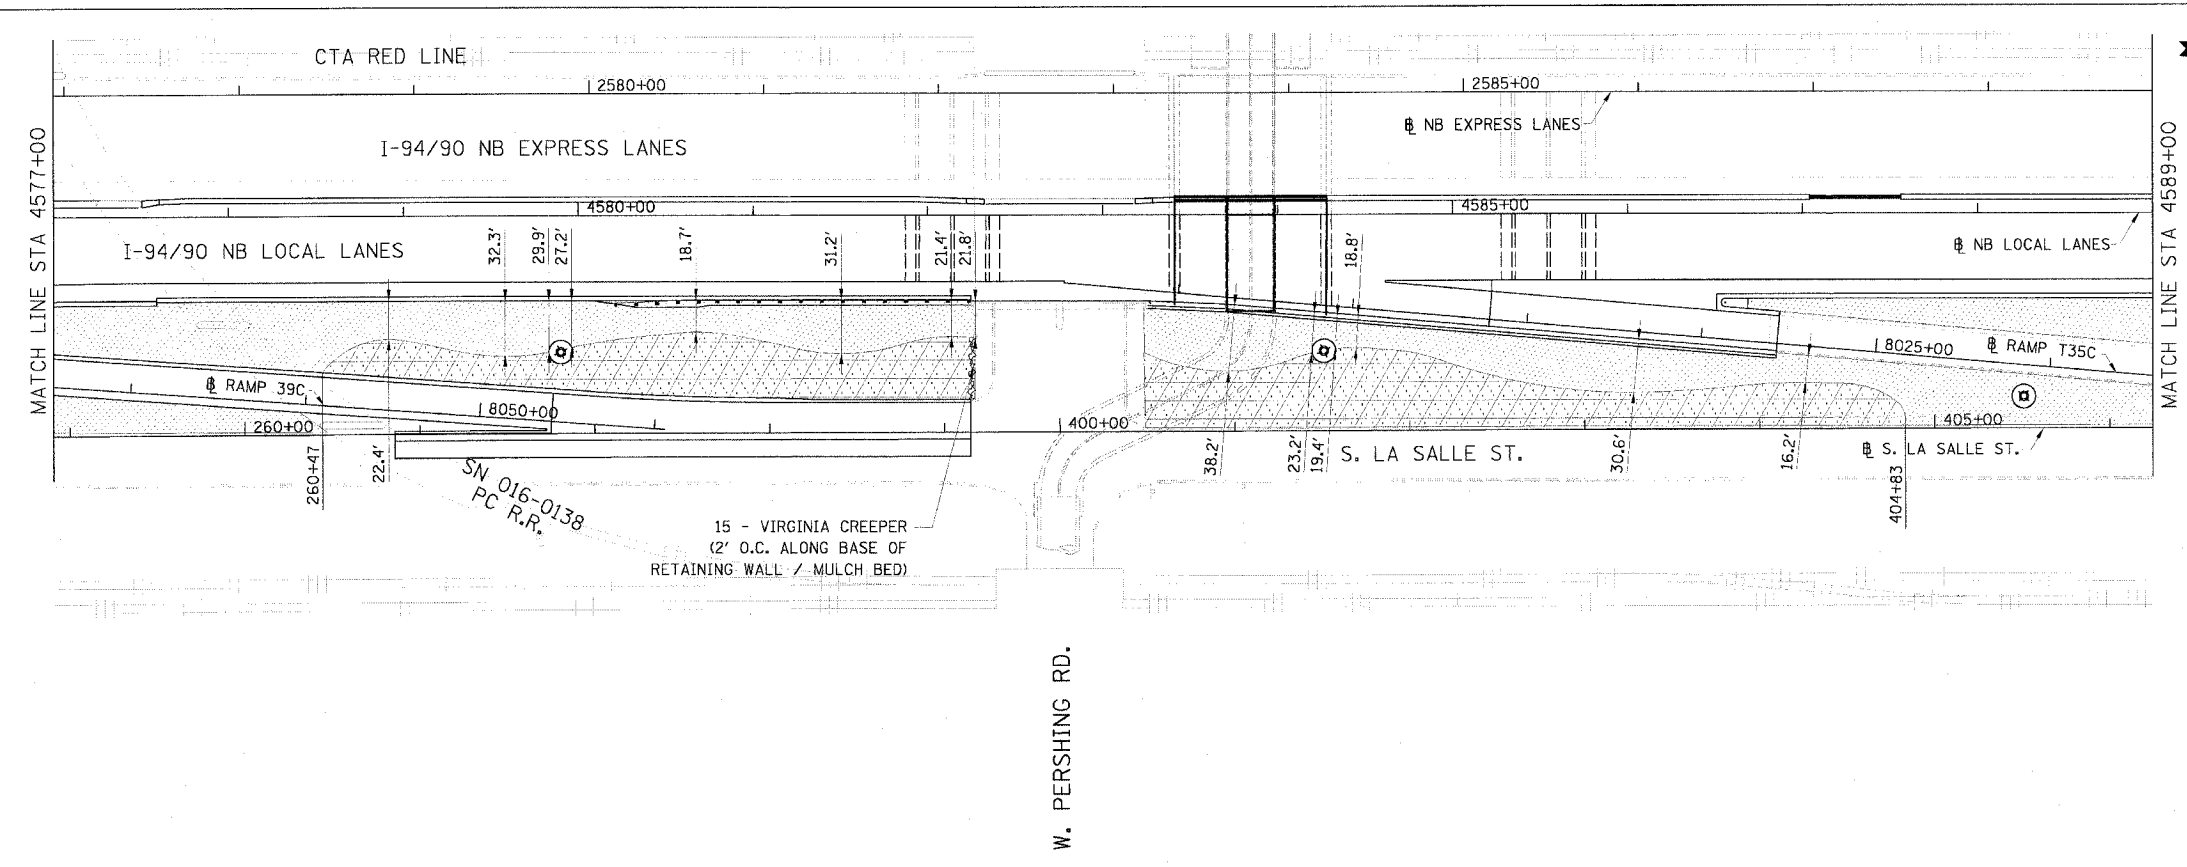 CTA RED LINE
2580+00
2585+00
℄ NB EXPRESS LANES
I-94/90 NB EXPRESS LANES
MATCH LINE STA 4577+00
MATCH LINE STA 4589+00
4580+00
4585+00
I-94/90 NB LOCAL LANES
℄ NB LOCAL LANES
32.3'
29.9'
27.2'
18.7'
31.2'
21.4'
21.8'
18.8'
8025+00
℄ RAMP T35C
℄ RAMP 39C
8050+00
260+00
400+00
405+00
260+47
22.4'
38.2'
23.2'
19.4'
S. LA SALLE ST.
30.6'
16.2'
℄ S. LA SALLE ST.
404+83
SN 016-0138
PC R.R.
15 - VIRGINIA CREEPER
(2' O.C. ALONG BASE OF
RETAINING WALL / MULCH BED)
W. PERSHING RD.